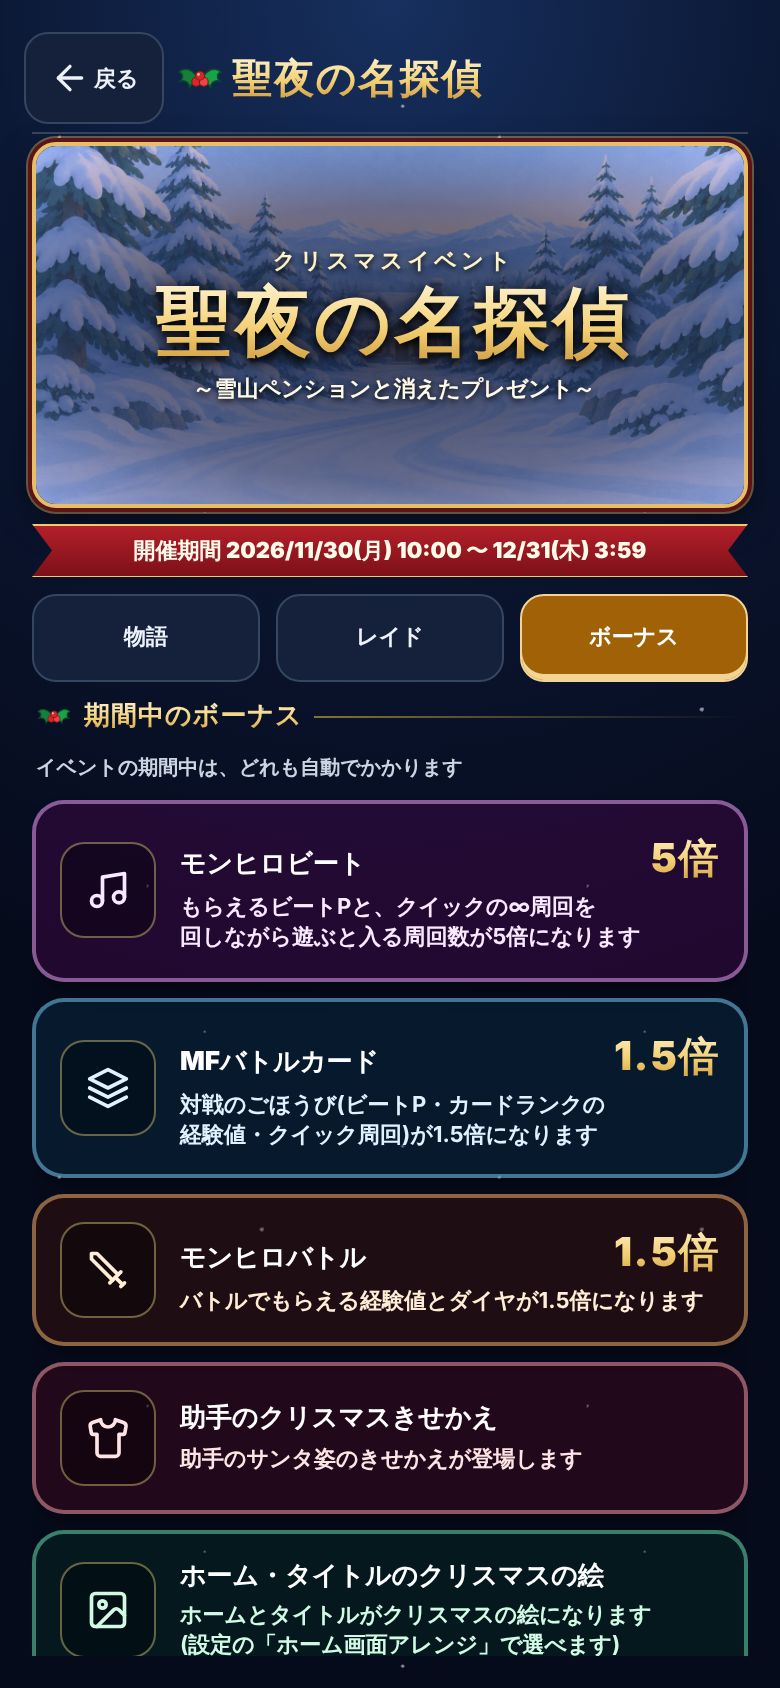 戻る
聖夜の名探偵
クリスマスイベント
聖夜の名探偵
～雪山ペンションと消えたプレゼント～
開催期間 2026/11/30(月) 10:00 〜 12/31(木) 3:59
物語
レイド
ボーナス
期間中のボーナス
イベントの期間中は、どれも自動でかかります
モンヒロビート
5倍
もらえるビートPと、クイックの∞周回を
回しながら遊ぶと入る周回数が5倍になります
MFバトルカード
1.5倍
対戦のごほうび(ビートP・カードランクの
経験値・クイック周回)が1.5倍になります
モンヒロバトル
1.5倍
バトルでもらえる経験値とダイヤが1.5倍になります
助手のクリスマスきせかえ
助手のサンタ姿のきせかえが登場します
ホーム・タイトルのクリスマスの絵
ホームとタイトルがクリスマスの絵になります
(設定の「ホーム画面アレンジ」で選べます)